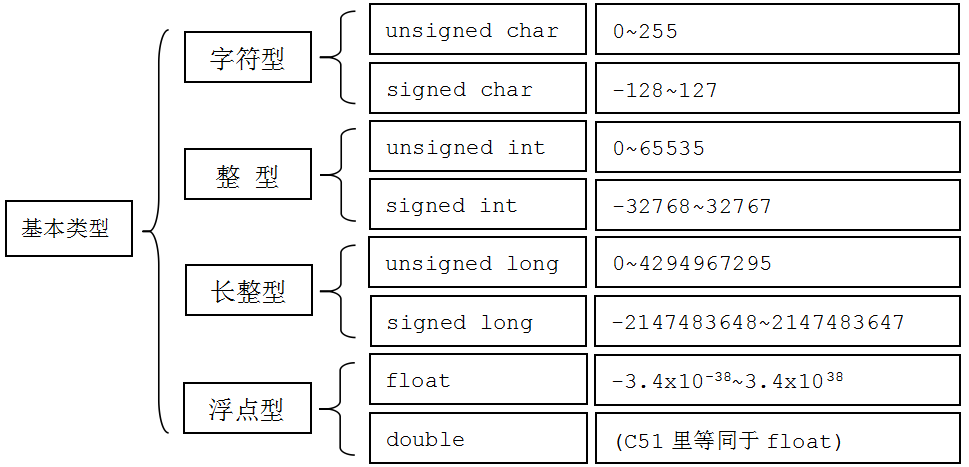 基本类型
字符型
unsigned char 0~255
signed char -128~127
整 型
unsigned int 0~65535
signed int -32768~32767
长整型
unsigned long 0~4294967295
signed long -2147483648~2147483647
浮点型
float -3.4x10⁻³⁸~3.4x10³⁸
double (C51 里等同于 float)